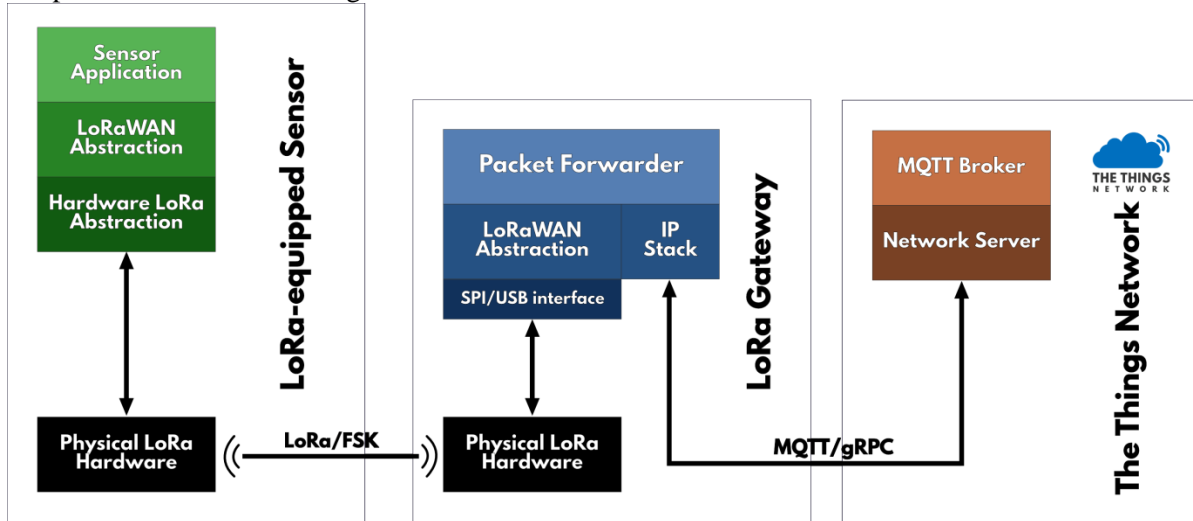 Sensor
Application
LoRaWAN
Abstraction
Hardware LoRa
Abstraction
Physical LoRa
Hardware
LoRa-equipped Sensor
LoRa/FSK
Packet Forwarder
LoRaWAN
Abstraction
IP
Stack
SPI/USB interface
Physical LoRa
Hardware
LoRa Gateway
MQTT/gRPC
MQTT Broker
Network Server
THE THINGS
NETWORK
The Things Network